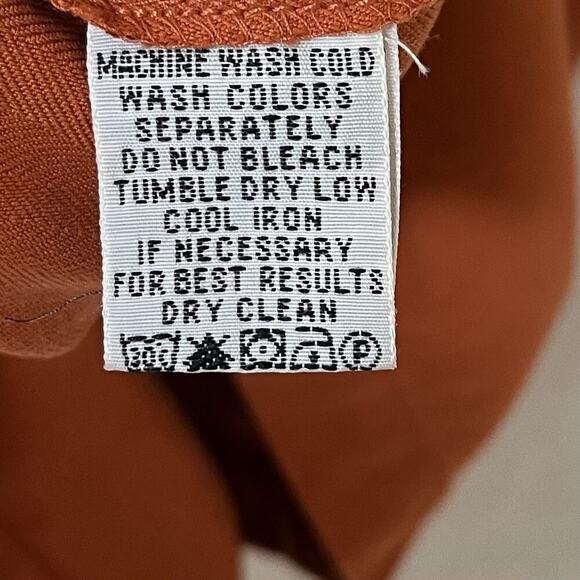 MACHINE WASH COLD
WASH COLORS
SEPARATELY
DO NOT BLEACH
TUMBLE DRY LOW
COOL IRON
IF NECESSARY
FOR BEST RESULTS
DRY CLEAN
30C P